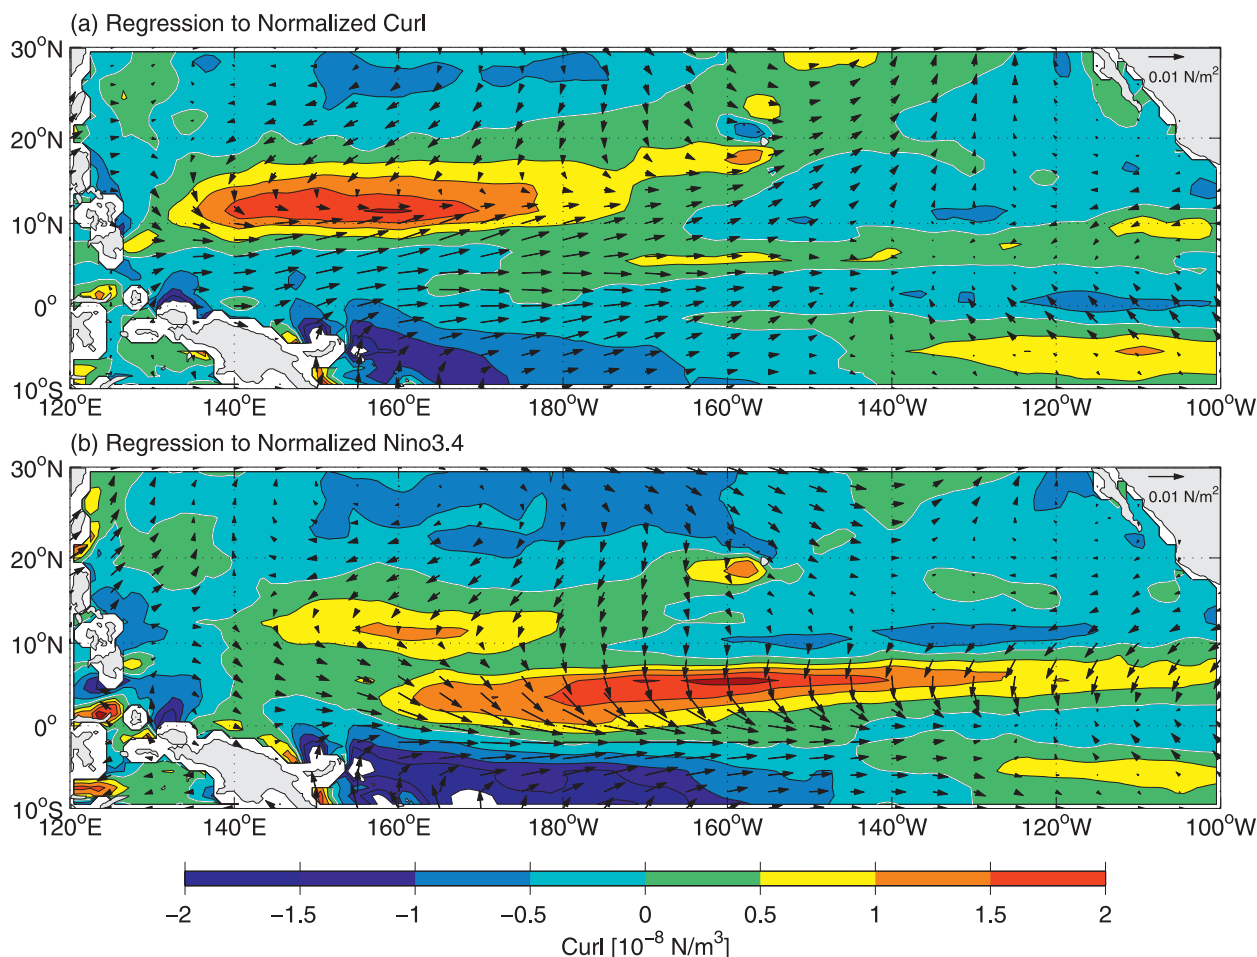 (a) Regression to Normalized Curl
30°N
20°N
10°N
0°
10°S
0.01 N/m²
120°E 140°E 160°E 180°W 160°W 140°W 120°W 100°W
(b) Regression to Normalized Nino3.4
30°N
20°N
10°N
0°
10°S
0.01 N/m²
120°E 140°E 160°E 180°W 160°W 140°W 120°W 100°W
−2 −1.5 −1 −0.5 0 0.5 1 1.5 2
Curl [10⁻⁸ N/m³]